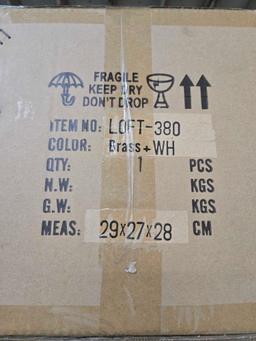 FRAGILE
KEEP DRY
DON'T DROP
ITEM NO: LOFT-380
COLOR: Brass+WH
QTY: 1 PCS
N.W: KGS
G.W: KGS
MEAS: 29x27x28 CM